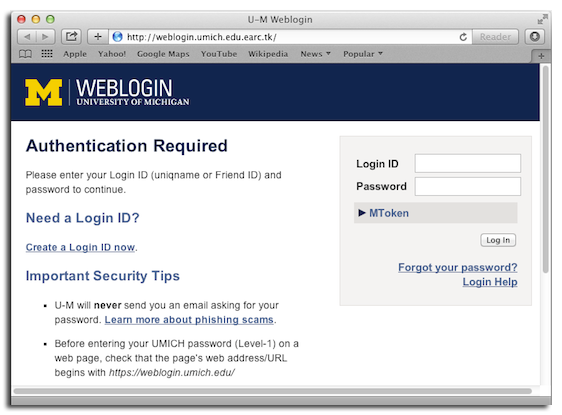 U-M Weblogin
http://weblogin.umich.edu.earc.tk/
Reader
Apple Yahoo! Google Maps YouTube Wikipedia News Popular
M WEBLOGIN
UNIVERSITY OF MICHIGAN
Authentication Required
Please enter your Login ID (uniqname or Friend ID) and
password to continue.
Need a Login ID?
Create a Login ID now.
Important Security Tips
• U-M will never send you an email asking for your
password. Learn more about phishing scams.
• Before entering your UMICH password (Level-1) on a
web page, check that the page's web address/URL
begins with https://weblogin.umich.edu/
Login ID
Password
MToken
Log In
Forgot your password?
Login Help